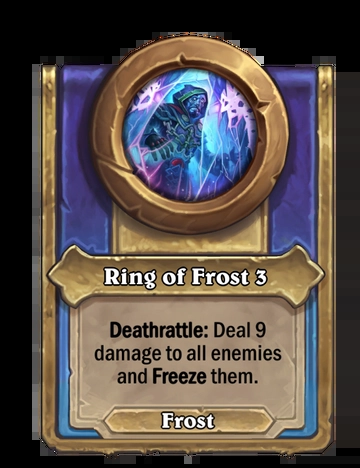 Ring of Frost 3
Deathrattle: Deal 9
damage to all enemies
and Freeze them.
Frost